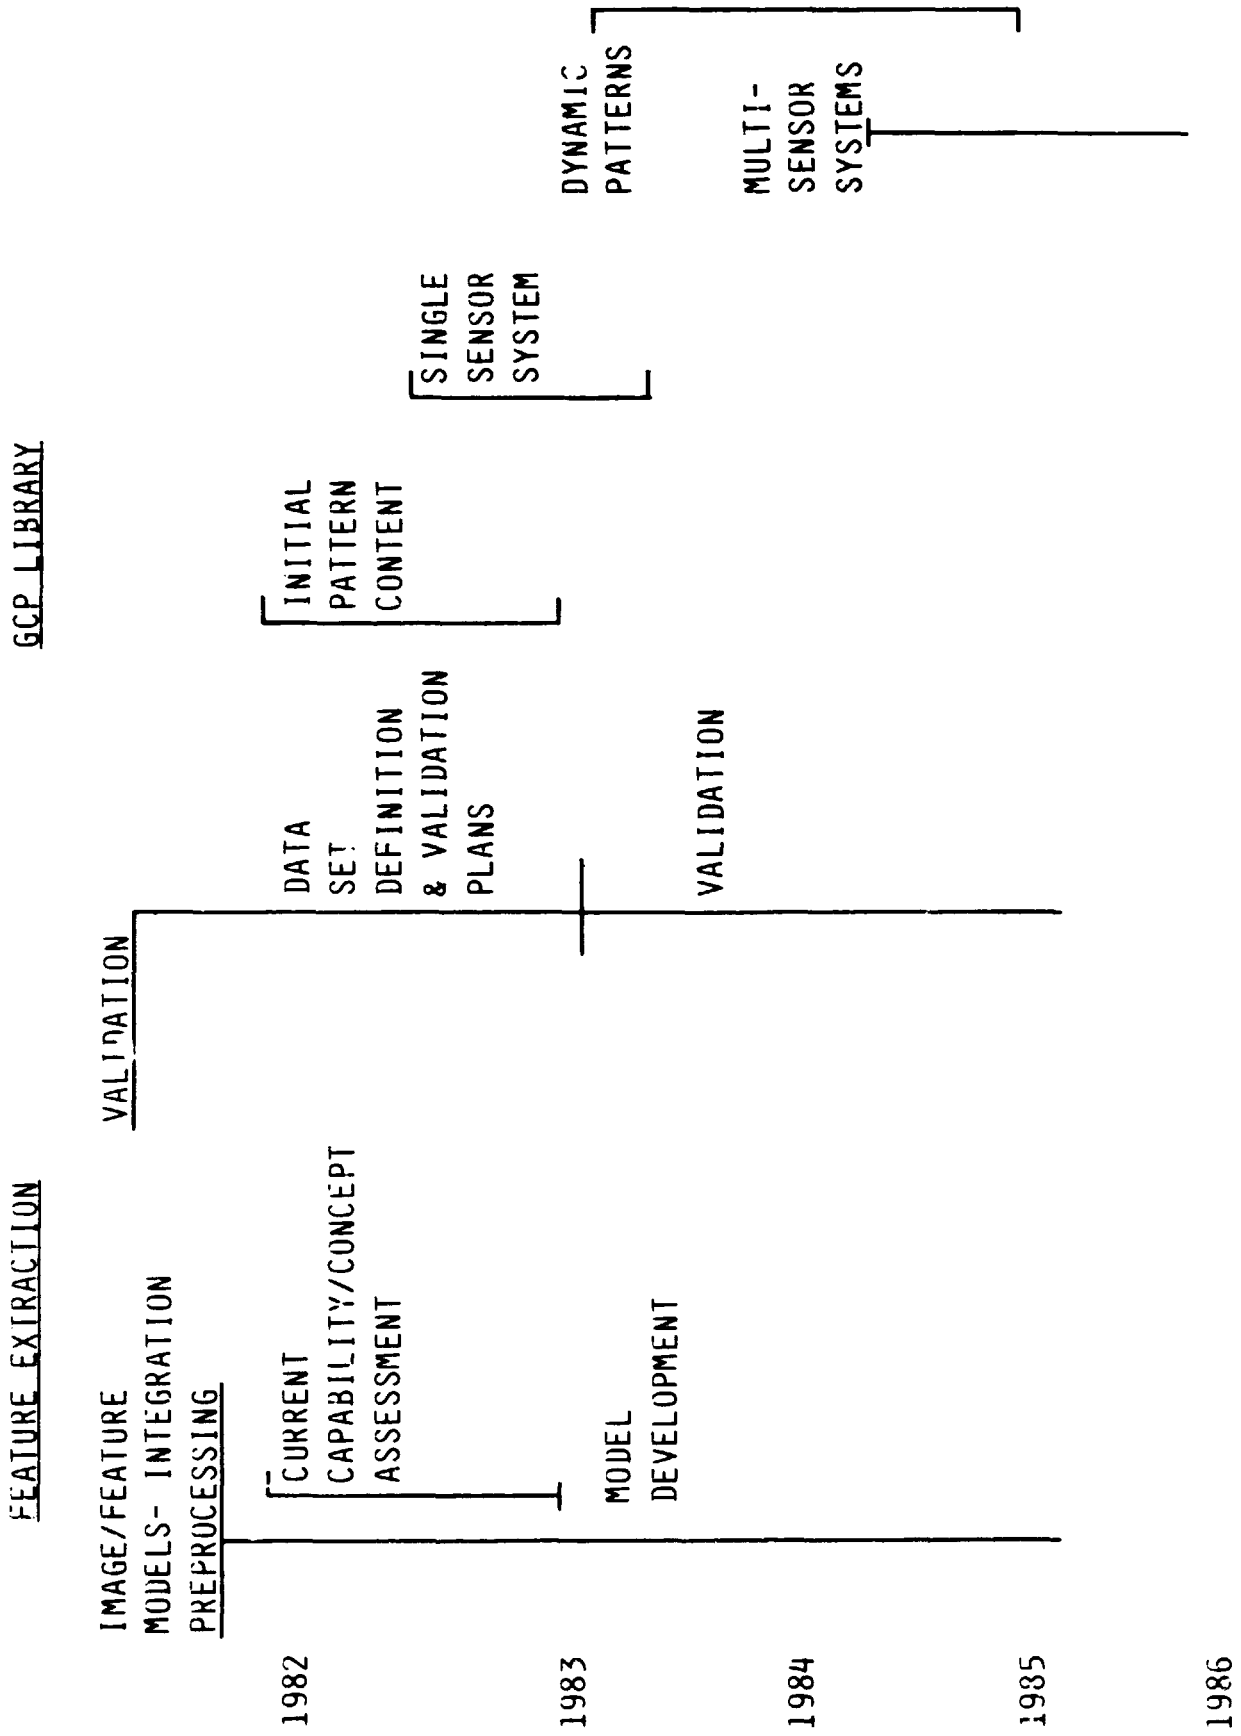 FEATURE EXTRACTION
IMAGE/FEATURE
MODELS- INTEGRATION
PREPROCESSING
CURRENT
CAPABILITY/CONCEPT
ASSESSMENT
MODEL
DEVELOPMENT
VALIDATION
DATA
SET
DEFINITION
& VALIDATION
PLANS
VALIDATION
GCP LIBRARY
INITIAL
PATTERN
CONTENT
SINGLE
SENSOR
SYSTEM
DYNAMIC
PATTERNS
MULTI-
SENSOR
SYSTEMS
1982
1983
1984
1985
1986